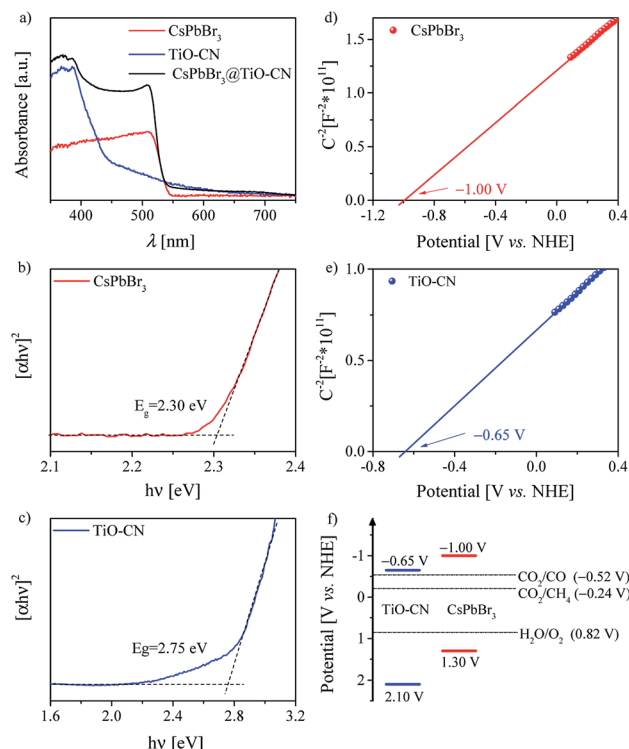 a)
CsPbBr₃
TiO-CN
CsPbBr₃@TiO-CN
Absorbance [a.u.]
400 500 600 700
λ [nm]
d)
CsPbBr₃
C⁻²[F⁻²*10¹¹]
1.5
1.0
0.5
0.0
−1.00 V
-1.2 -0.8 -0.4 0.0 0.4
Potential [V vs. NHE]
b)
CsPbBr₃
[αhν]²
E_g=2.30 eV
2.1 2.2 2.3 2.4
hν [eV]
e)
TiO-CN
C⁻²[F⁻²*10¹¹]
1.0
0.5
0.0
−0.65 V
-0.8 -0.4 0.0 0.4
Potential [V vs. NHE]
c)
TiO-CN
[αhν]²
Eg=2.75 eV
1.6 2.0 2.4 2.8 3.2
hν [eV]
f)
Potential [V vs. NHE]
-1
0
1
2
−0.65 V
−1.00 V
CO₂/CO (−0.52 V)
CO₂/CH₄ (−0.24 V)
TiO-CN CsPbBr₃
H₂O/O₂ (0.82 V)
1.30 V
2.10 V